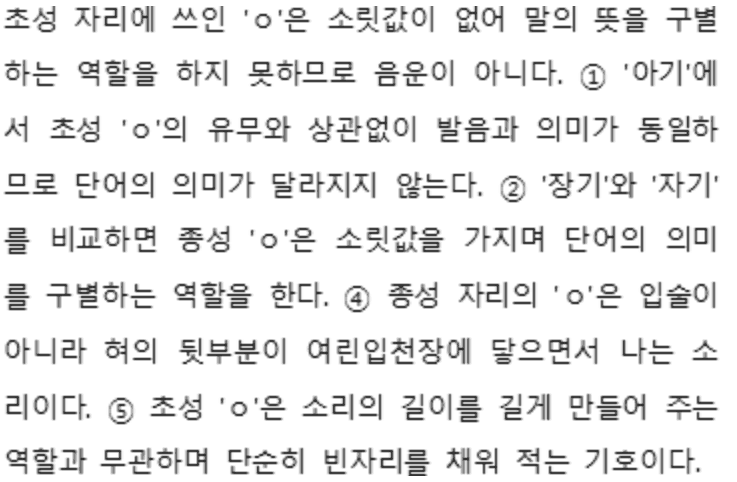 초성 자리에 쓰인 'ㅇ'은 소릿값이 없어 말의 뜻을 구별
하는 역할을 하지 못하므로 음운이 아니다. ① '아기'에
서 초성 'ㅇ'의 유무와 상관없이 발음과 의미가 동일하
므로 단어의 의미가 달라지지 않는다. ② '장기'와 '자기'
를 비교하면 종성 'ㅇ'은 소릿값을 가지며 단어의 의미
를 구별하는 역할을 한다. ④ 종성 자리의 'ㅇ'은 입술이
아니라 혀의 뒷부분이 여린입천장에 닿으면서 나는 소
리이다. ⑤ 초성 'ㅇ'은 소리의 길이를 길게 만들어 주는
역할과 무관하며 단순히 빈자리를 채워 적는 기호이다.